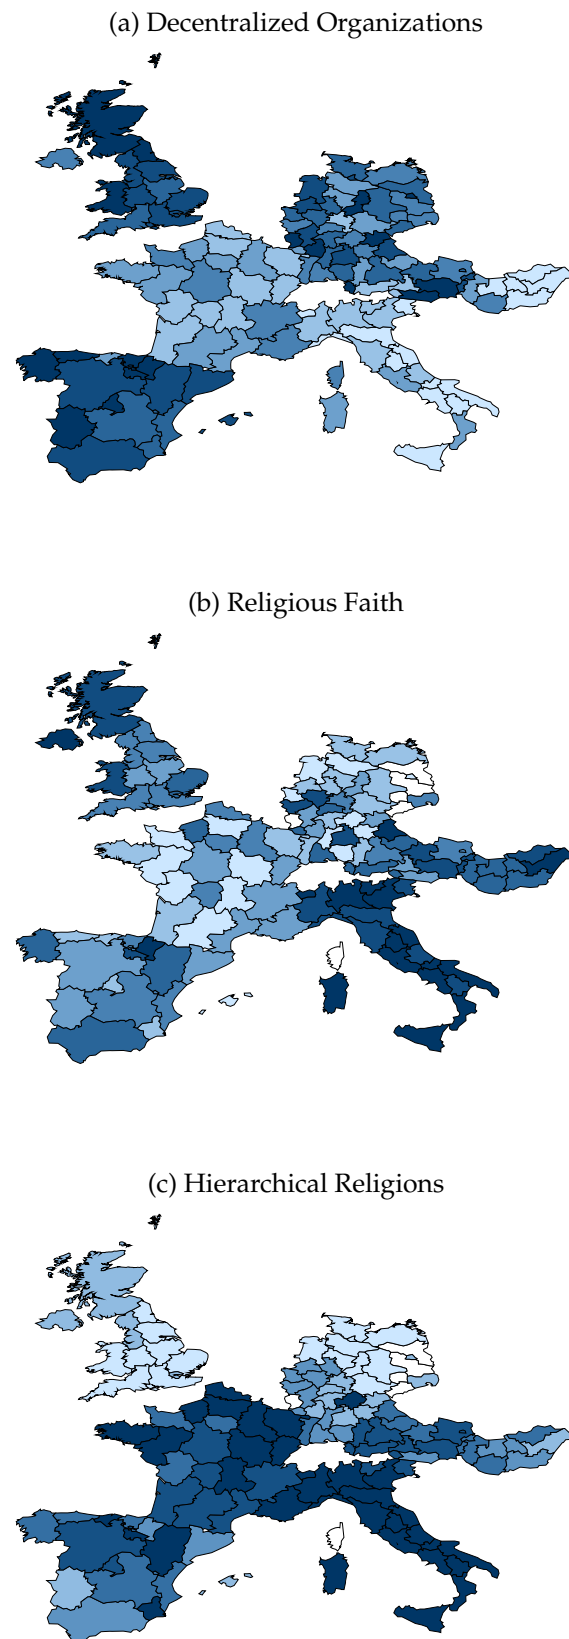 (a) Decentralized Organizations
(b) Religious Faith
(c) Hierarchical Religions